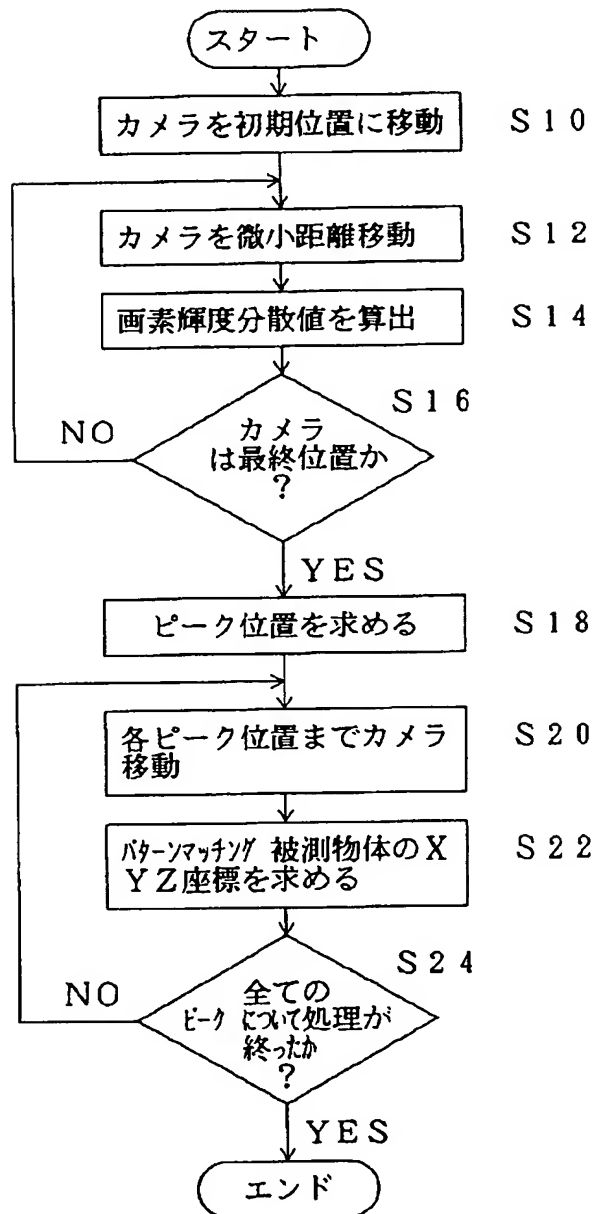 スタート
カメラを初期位置に移動 S10
カメラを微小距離移動 S12
画素輝度分散値を算出 S14
S16
カメラ
は最終位置か
?
NO
YES
ピーク位置を求める S18
各ピーク位置までカメラ S20
移動
パターンマッチング 被測物体のX S22
YZ座標を求める
S24
全ての
ピーク について処理が
終ったか
?
NO
YES
エンド